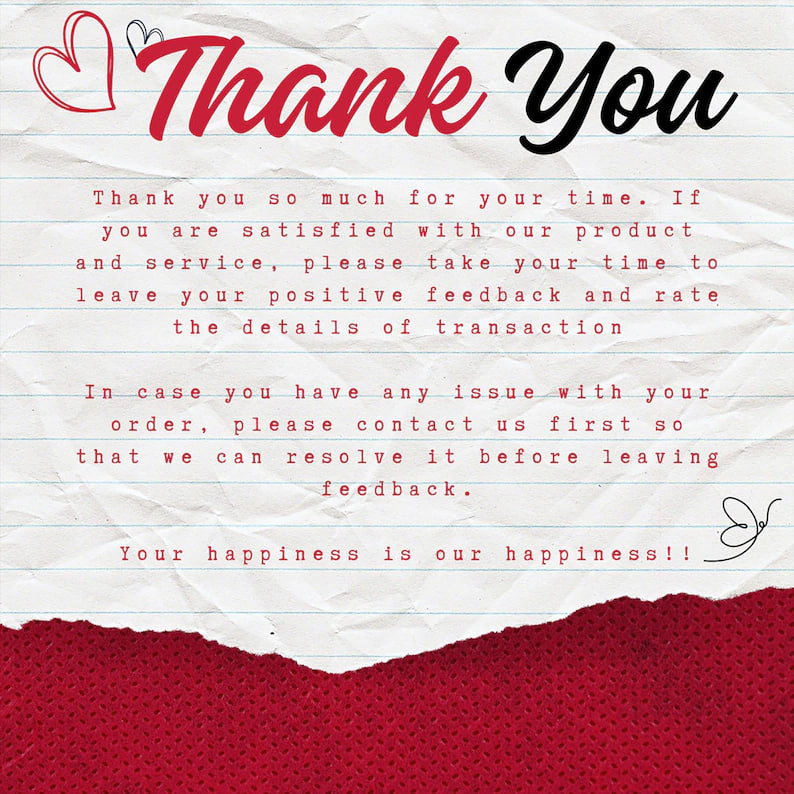 Thank You
Thank you so much for your time. If
you are satisfied with our product
and service, please take your time to
leave your positive feedback and rate
the details of transaction
In case you have any issue with your
order, please contact us first so
that we can resolve it before leaving
feedback.
Your happiness is our happiness!!